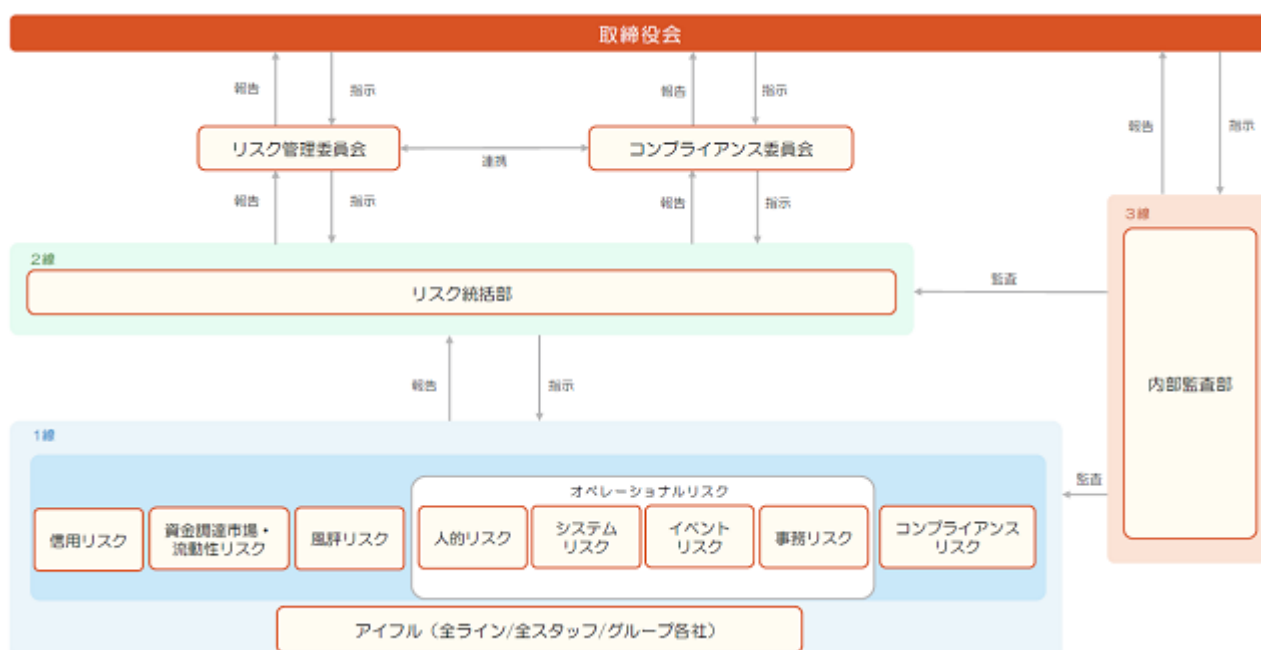 取締役会
報告
指示
報告
指示
報告
指示
リスク管理委員会
連携
コンプライアンス委員会
報告
指示
報告
指示
3線
2線
リスク統括部
監査
内部監査部
報告
指示
1線
監査
オペレーショナルリスク
信用リスク
資金調達市場・
流動性リスク
風評リスク
人的リスク
システム
リスク
イベント
リスク
事務リスク
コンプライアンス
リスク
アイフル（全ライン/全スタッフ/グループ各社）